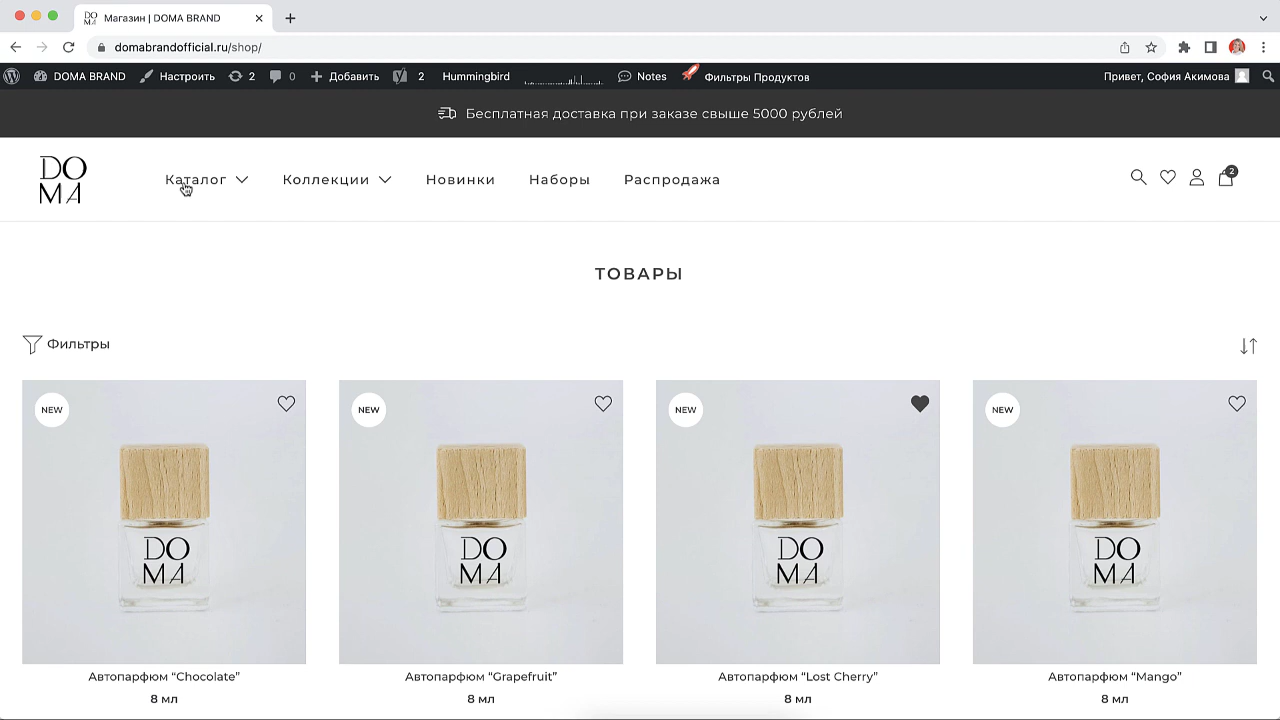 DO
MA
Магазин | DOMA BRAND
domabrandofficial.ru/shop/
DOMA BRAND
Настроить
2
0
Добавить
2
Hummingbird
Notes
Фильтры Продуктов
Привет, София Акимова
Бесплатная доставка при заказе свыше 5000 рублей
DO
MA
Каталог
Коллекции
Новинки
Наборы
Распродажа
2
ТОВАРЫ
Фильтры
NEW
NEW
NEW
NEW
DO
MA
DO
MA
DO
MA
DO
MA
Автопарфюм “Chocolate”
8 мл
Автопарфюм “Grapefruit”
8 мл
Автопарфюм “Lost Cherry”
8 мл
Автопарфюм “Mango”
8 мл